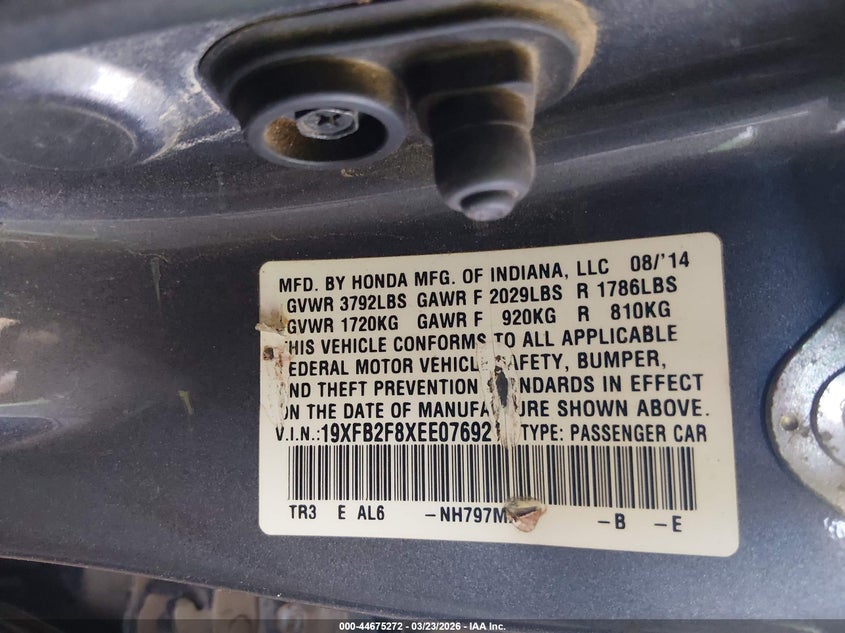 MFD. BY HONDA MFG. OF INDIANA, LLC 08/'14
GVWR 3792LBS GAWR F 2029LBS R 1786LBS
GVWR 1720KG GAWR F 920KG R 810KG
THIS VEHICLE CONFORMS TO ALL APPLICABLE
FEDERAL MOTOR VEHICLE SAFETY, BUMPER,
AND THEFT PREVENTION STANDARDS IN EFFECT
ON THE DATE OF MANUFACTURE SHOWN ABOVE.
V.I.N.: TYPE: PASSENGER CAR
TR3 E AL6 -B -E
000-44675272 - 03/23/2026 - IAA Inc.